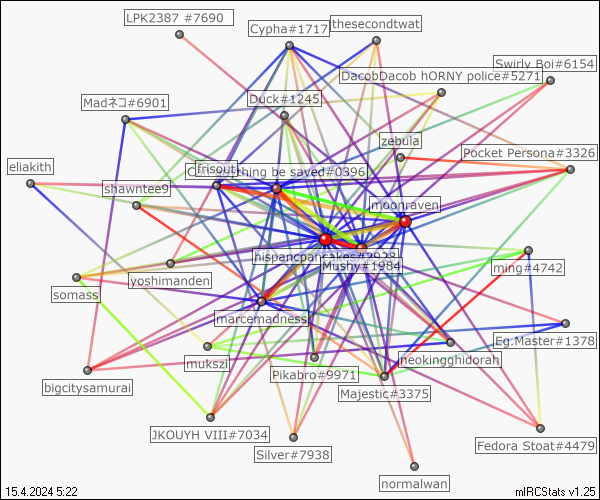 LPK2387 #7690
Cypha#1717
thesecondtwat
Swirly Boi#6154
DacobDacob hORNY police#5271
Madネコ#6901
Duck#1245
zebula
Pocket Persona#3326
eliakith
frisout
thing be saved#0396
shawntee9
moonraven
hispancpancakes#2928
Mushy#1984
ming#4742
yoshimanden
somass
marcemadness
Eg.Master#1378
neokingghidorah
mukszi
Pikabro#9971
bigcitysamurai
Majestic#3375
JKOUYH VIII#7034
Fedora Stoat#4479
Silver#7938
normalwan
15.4.2024 5:22
mIRCStats v1.25